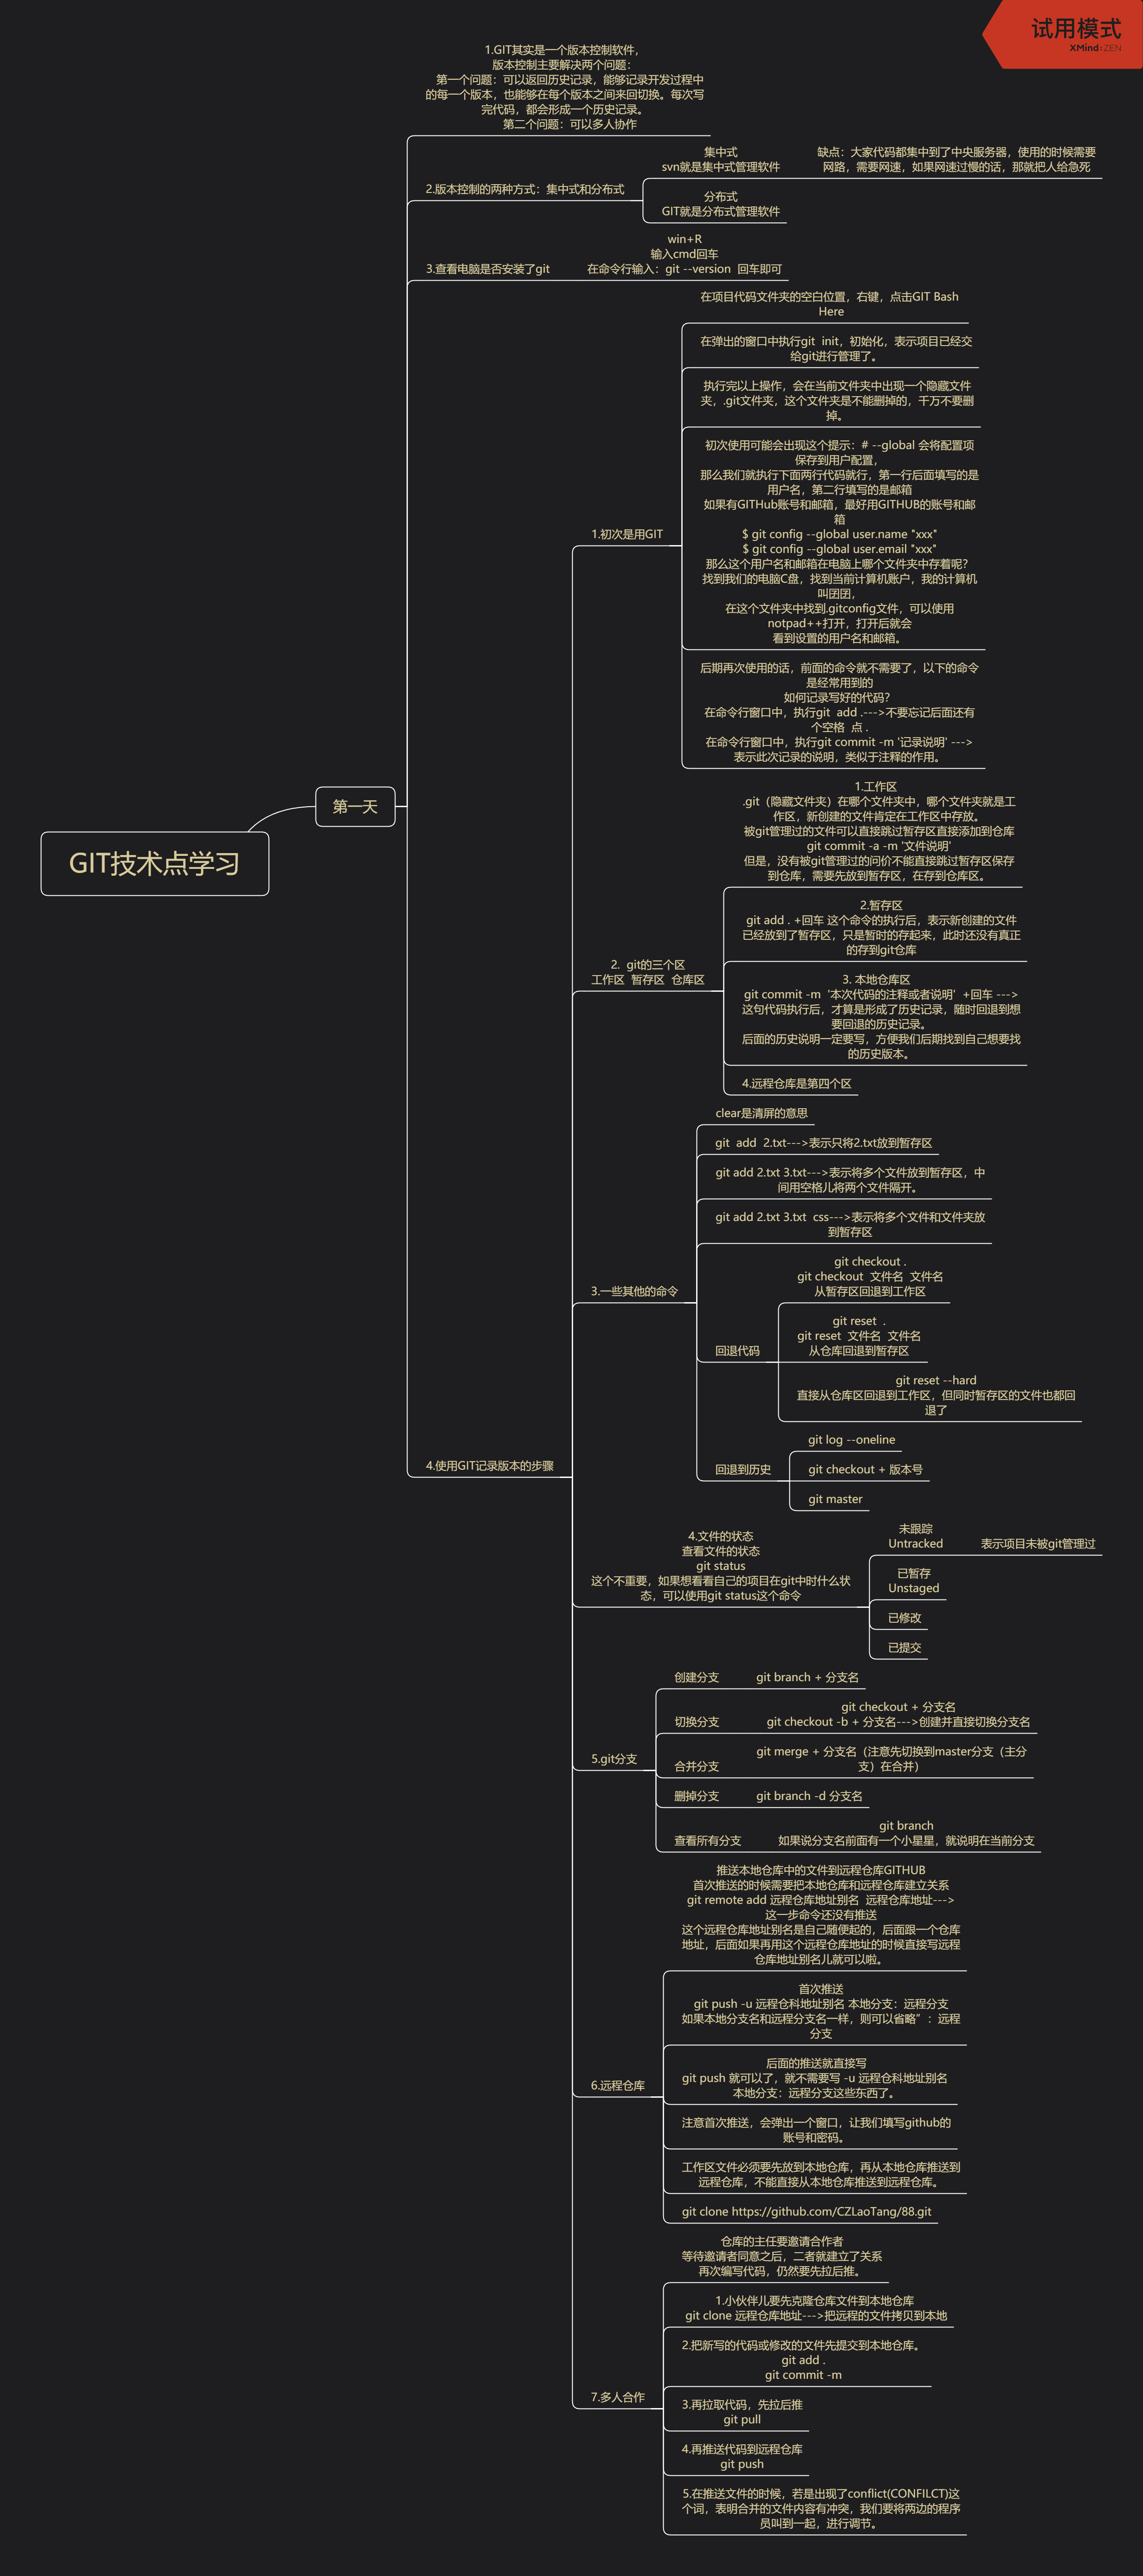 试用模式
XMind:ZEN
1.GIT其实是一个版本控制软件，
版本控制主要解决两个问题：
第一个问题：可以返回历史记录，能够记录开发过程中
的每一个版本，也能够在每个版本之间来回切换。每次写
完代码，都会形成一个历史记录。
第二个问题：可以多人协作
2.版本控制的两种方式：集中式和分布式
集中式
svn就是集中式管理软件
缺点：大家代码都集中到了中央服务器，使用的时候需要
网路，需要网速，如果网速过慢的话，那就把人给急死
分布式
GIT就是分布式管理软件
3.查看电脑是否安装了git
win+R
输入cmd回车
在命令行输入：git --version 回车即可
GIT技术点学习
第一天
4.使用GIT记录版本的步骤
1.初次是用GIT
在项目代码文件夹的空白位置，右键，点击GIT Bash
Here
在弹出的窗口中执行git  init，初始化，表示项目已经交
给git进行管理了。
执行完以上操作，会在当前文件夹中出现一个隐藏文件
夹，.git文件夹，这个文件夹是不能删掉的，千万不要删
掉。
初次使用可能会出现这个提示：# --global 会将配置项
保存到用户配置，
那么我们就执行下面两行代码就行，第一行后面填写的是
用户名，第二行填写的是邮箱
如果有GITHub账号和邮箱，最好用GITHUB的账号和邮
箱
$ git config --global user.name "xxx"
$ git config --global user.email "xxx"
那么这个用户名和邮箱在电脑上哪个文件夹中存着呢？
找到我们的电脑C盘，找到当前计算机账户，我的计算机
叫团团，
在这个文件夹中找到.gitconfig文件，可以使用
notpad++打开，打开后就会
看到设置的用户名和邮箱。
后期再次使用的话，前面的命令就不需要了，以下的命令
是经常用到的
如何记录写好的代码？
在命令行窗口中，执行git  add .--->不要忘记后面还有
个空格  点 .
在命令行窗口中，执行git commit -m '记录说明' --->
表示此次记录的说明，类似于注释的作用。
2.  git的三个区
工作区  暂存区  仓库区
1.工作区
.git（隐藏文件夹）在哪个文件夹中，哪个文件夹就是工
作区，新创建的文件肯定在工作区中存放。
被git管理过的文件可以直接跳过暂存区直接添加到仓库
git commit -a -m '文件说明'
但是，没有被git管理过的问价不能直接跳过暂存区保存
到仓库，需要先放到暂存区，在存到仓库区。
2.暂存区
git add . +回车 这个命令的执行后，表示新创建的文件
已经放到了暂存区，只是暂时的存起来，此时还没有真正
的存到git仓库
3. 本地仓库区
git commit -m  '本次代码的注释或者说明'  +回车 --->
这句代码执行后，才算是形成了历史记录，随时回退到想
要回退的历史记录。
后面的历史说明一定要写，方便我们后期找到自己想要找
的历史版本。
4.远程仓库是第四个区
3.一些其他的命令
clear是清屏的意思
git  add  2.txt--->表示只将2.txt放到暂存区
git add 2.txt 3.txt--->表示将多个文件放到暂存区，中
间用空格儿将两个文件隔开。
git add 2.txt 3.txt  css--->表示将多个文件和文件夹放
到暂存区
回退代码
git checkout .
git checkout  文件名  文件名
从暂存区回退到工作区
git reset  .
git reset  文件名  文件名
从仓库回退到暂存区
git reset --hard
直接从仓库区回退到工作区，但同时暂存区的文件也都回
退了
回退到历史
git log --oneline
git checkout + 版本号
git master
4.文件的状态
查看文件的状态
git status
这个不重要，如果想看看自己的项目在git中时什么状
态，可以使用git status这个命令
未跟踪
Untracked
表示项目未被git管理过
已暂存
Unstaged
已修改
已提交
5.git分支
创建分支
git branch + 分支名
切换分支
git checkout + 分支名
git checkout -b + 分支名--->创建并直接切换分支名
合并分支
git merge + 分支名（注意先切换到master分支（主分
支）在合并）
删掉分支
git branch -d 分支名
查看所有分支
git branch
如果说分支名前面有一个小星星，就说明在当前分支
6.远程仓库
推送本地仓库中的文件到远程仓库GITHUB
首次推送的时候需要把本地仓库和远程仓库建立关系
git remote add 远程仓库地址别名  远程仓库地址--->
这一步命令还没有推送
这个远程仓库地址别名是自己随便起的，后面跟一个仓库
地址，后面如果再用这个远程仓库地址的时候直接写远程
仓库地址别名儿就可以啦。
首次推送
git push -u 远程仓科地址别名 本地分支：远程分支
如果本地分支名和远程分支名一样，则可以省略”：远程
分支
后面的推送就直接写
git push 就可以了，就不需要写 -u 远程仓科地址别名
本地分支：远程分支这些东西了。
注意首次推送，会弹出一个窗口，让我们填写github的
账号和密码。
工作区文件必须要先放到本地仓库，再从本地仓库推送到
远程仓库，不能直接从本地仓库推送到远程仓库。
git clone https://github.com/CZLaoTang/88.git
7.多人合作
仓库的主任要邀请合作者
等待邀请者同意之后，二者就建立了关系
再次编写代码，仍然要先拉后推。
1.小伙伴儿要先克隆仓库文件到本地仓库
git clone 远程仓库地址--->把远程的文件拷贝到本地
2.把新写的代码或修改的文件先提交到本地仓库。
git add .
git commit -m
3.再拉取代码，先拉后推
git pull
4.再推送代码到远程仓库
git push
5.在推送文件的时候，若是出现了conflict(CONFILCT)这
个词，表明合并的文件内容有冲突，我们要将两边的程序
员叫到一起，进行调节。